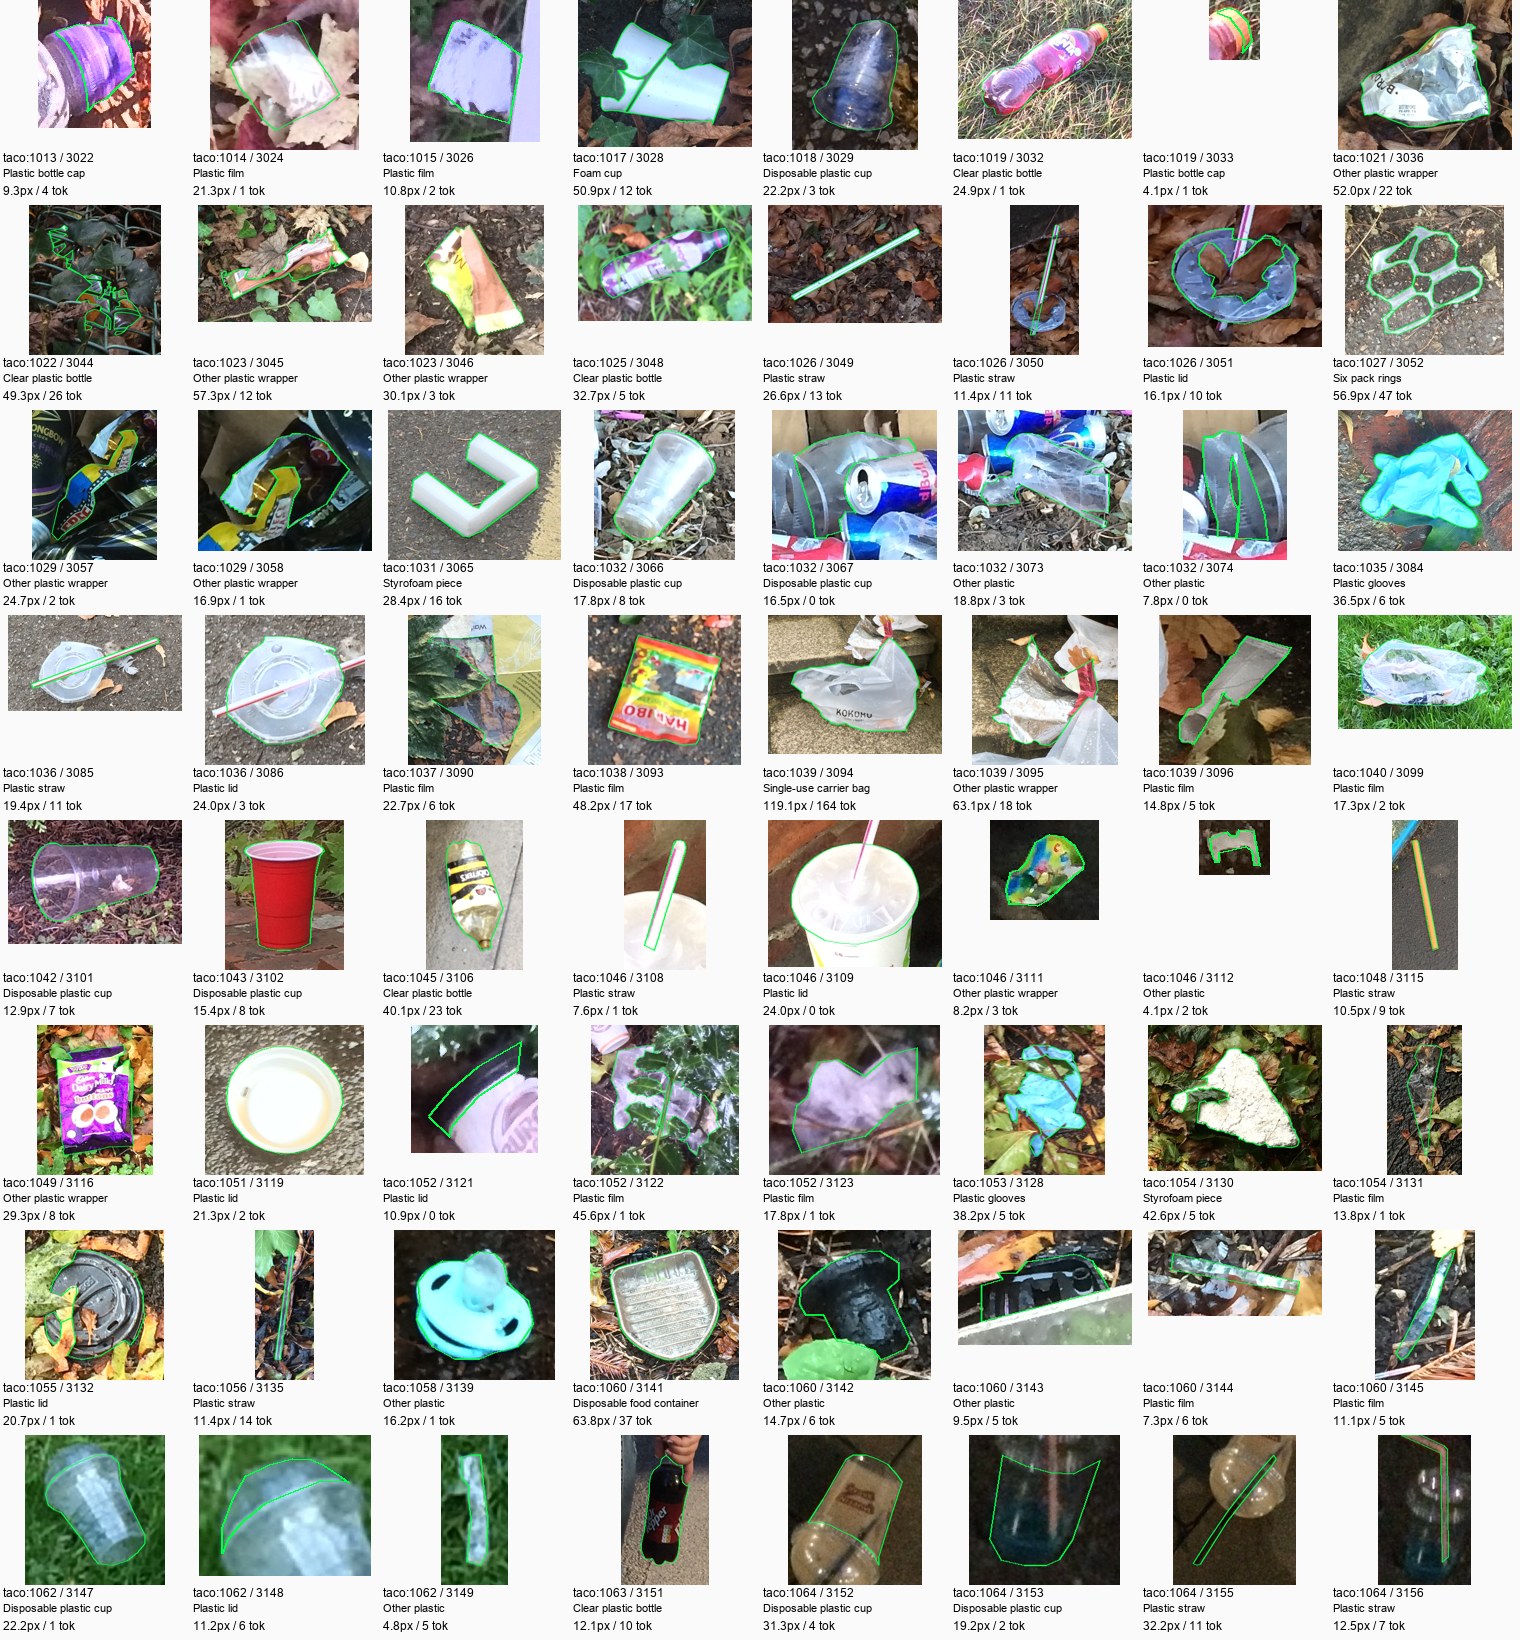 taco:1013 / 3022
Plastic bottle cap
9.3px / 4 tok
taco:1014 / 3024
Plastic film
21.3px / 1 tok
taco:1015 / 3026
Plastic film
10.8px / 2 tok
taco:1017 / 3028
Foam cup
50.9px / 12 tok
taco:1018 / 3029
Disposable plastic cup
22.2px / 3 tok
taco:1019 / 3032
Clear plastic bottle
24.9px / 1 tok
taco:1019 / 3033
Plastic bottle cap
4.1px / 1 tok
taco:1021 / 3036
Other plastic wrapper
52.0px / 22 tok
taco:1022 / 3044
Clear plastic bottle
49.3px / 26 tok
taco:1023 / 3045
Other plastic wrapper
57.3px / 12 tok
taco:1023 / 3046
Other plastic wrapper
30.1px / 3 tok
taco:1025 / 3048
Clear plastic bottle
32.7px / 5 tok
taco:1026 / 3049
Plastic straw
26.6px / 13 tok
taco:1026 / 3050
Plastic straw
11.4px / 11 tok
taco:1026 / 3051
Plastic lid
16.1px / 10 tok
taco:1027 / 3052
Six pack rings
56.9px / 47 tok
taco:1029 / 3057
Other plastic wrapper
24.7px / 2 tok
taco:1029 / 3058
Other plastic wrapper
16.9px / 1 tok
taco:1031 / 3065
Styrofoam piece
28.4px / 16 tok
taco:1032 / 3066
Disposable plastic cup
17.8px / 8 tok
taco:1032 / 3067
Disposable plastic cup
16.5px / 0 tok
taco:1032 / 3073
Other plastic
18.8px / 3 tok
taco:1032 / 3074
Other plastic
7.8px / 0 tok
taco:1035 / 3084
Plastic glooves
36.5px / 6 tok
HARIBO
KOKOMO
taco:1036 / 3085
Plastic straw
19.4px / 11 tok
taco:1036 / 3086
Plastic lid
24.0px / 3 tok
taco:1037 / 3090
Plastic film
22.7px / 6 tok
taco:1038 / 3093
Plastic film
48.2px / 17 tok
taco:1039 / 3094
Single-use carrier bag
119.1px / 164 tok
taco:1039 / 3095
Other plastic wrapper
63.1px / 18 tok
taco:1039 / 3096
Plastic film
14.8px / 5 tok
taco:1040 / 3099
Plastic film
17.3px / 2 tok
taco:1042 / 3101
Disposable plastic cup
12.9px / 7 tok
taco:1043 / 3102
Disposable plastic cup
15.4px / 8 tok
taco:1045 / 3106
Clear plastic bottle
40.1px / 23 tok
taco:1046 / 3108
Plastic straw
7.6px / 1 tok
taco:1046 / 3109
Plastic lid
24.0px / 0 tok
taco:1046 / 3111
Other plastic wrapper
8.2px / 3 tok
taco:1046 / 3112
Other plastic
4.1px / 2 tok
taco:1048 / 3115
Plastic straw
10.5px / 9 tok
Dairy Milk
taco:1049 / 3116
Other plastic wrapper
29.3px / 8 tok
taco:1051 / 3119
Plastic lid
21.3px / 2 tok
taco:1052 / 3121
Plastic lid
10.9px / 0 tok
taco:1052 / 3122
Plastic film
45.6px / 1 tok
taco:1052 / 3123
Plastic film
17.8px / 1 tok
taco:1053 / 3128
Plastic glooves
38.2px / 5 tok
taco:1054 / 3130
Styrofoam piece
42.6px / 5 tok
taco:1054 / 3131
Plastic film
13.8px / 1 tok
taco:1055 / 3132
Plastic lid
20.7px / 1 tok
taco:1056 / 3135
Plastic straw
11.4px / 14 tok
taco:1058 / 3139
Other plastic
16.2px / 1 tok
taco:1060 / 3141
Disposable food container
63.8px / 37 tok
taco:1060 / 3142
Other plastic
14.7px / 6 tok
taco:1060 / 3143
Other plastic
9.5px / 5 tok
taco:1060 / 3144
Plastic film
7.3px / 6 tok
taco:1060 / 3145
Plastic film
11.1px / 5 tok
taco:1062 / 3147
Disposable plastic cup
22.2px / 1 tok
taco:1062 / 3148
Plastic lid
11.2px / 6 tok
taco:1062 / 3149
Other plastic
4.8px / 5 tok
taco:1063 / 3151
Clear plastic bottle
12.1px / 10 tok
taco:1064 / 3152
Disposable plastic cup
31.3px / 4 tok
taco:1064 / 3153
Disposable plastic cup
19.2px / 2 tok
taco:1064 / 3155
Plastic straw
32.2px / 11 tok
taco:1064 / 3156
Plastic straw
12.5px / 7 tok